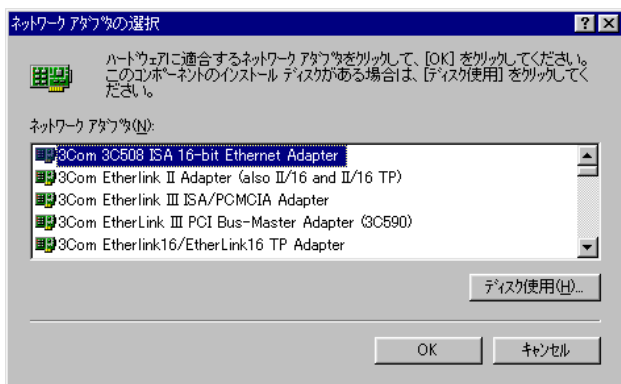 ネットワーク アダプタの選択
ハードウェアに適合するネットワーク アダプタをクリックして、[OK] をクリックしてください。
このコンポーネントのインストール ディスクがある場合は、[ディスク使用] をクリックしてく
ださい。
ネットワーク アダプタ(N):
3Com 3C508 ISA 16-bit Ethernet Adapter
3Com Etherlink II Adapter (also II/16 and II/16 TP)
3Com Etherlink III ISA/PCMCIA Adapter
3Com EtherLink III PCI Bus-Master Adapter (3C590)
3Com Etherlink16/EtherLink16 TP Adapter
ディスク使用(H)...
OK
キャンセル